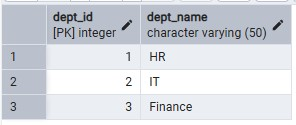 dept_id dept_name
[PK] integer character varying (50)
1 1 HR
2 2 IT
3 3 Finance